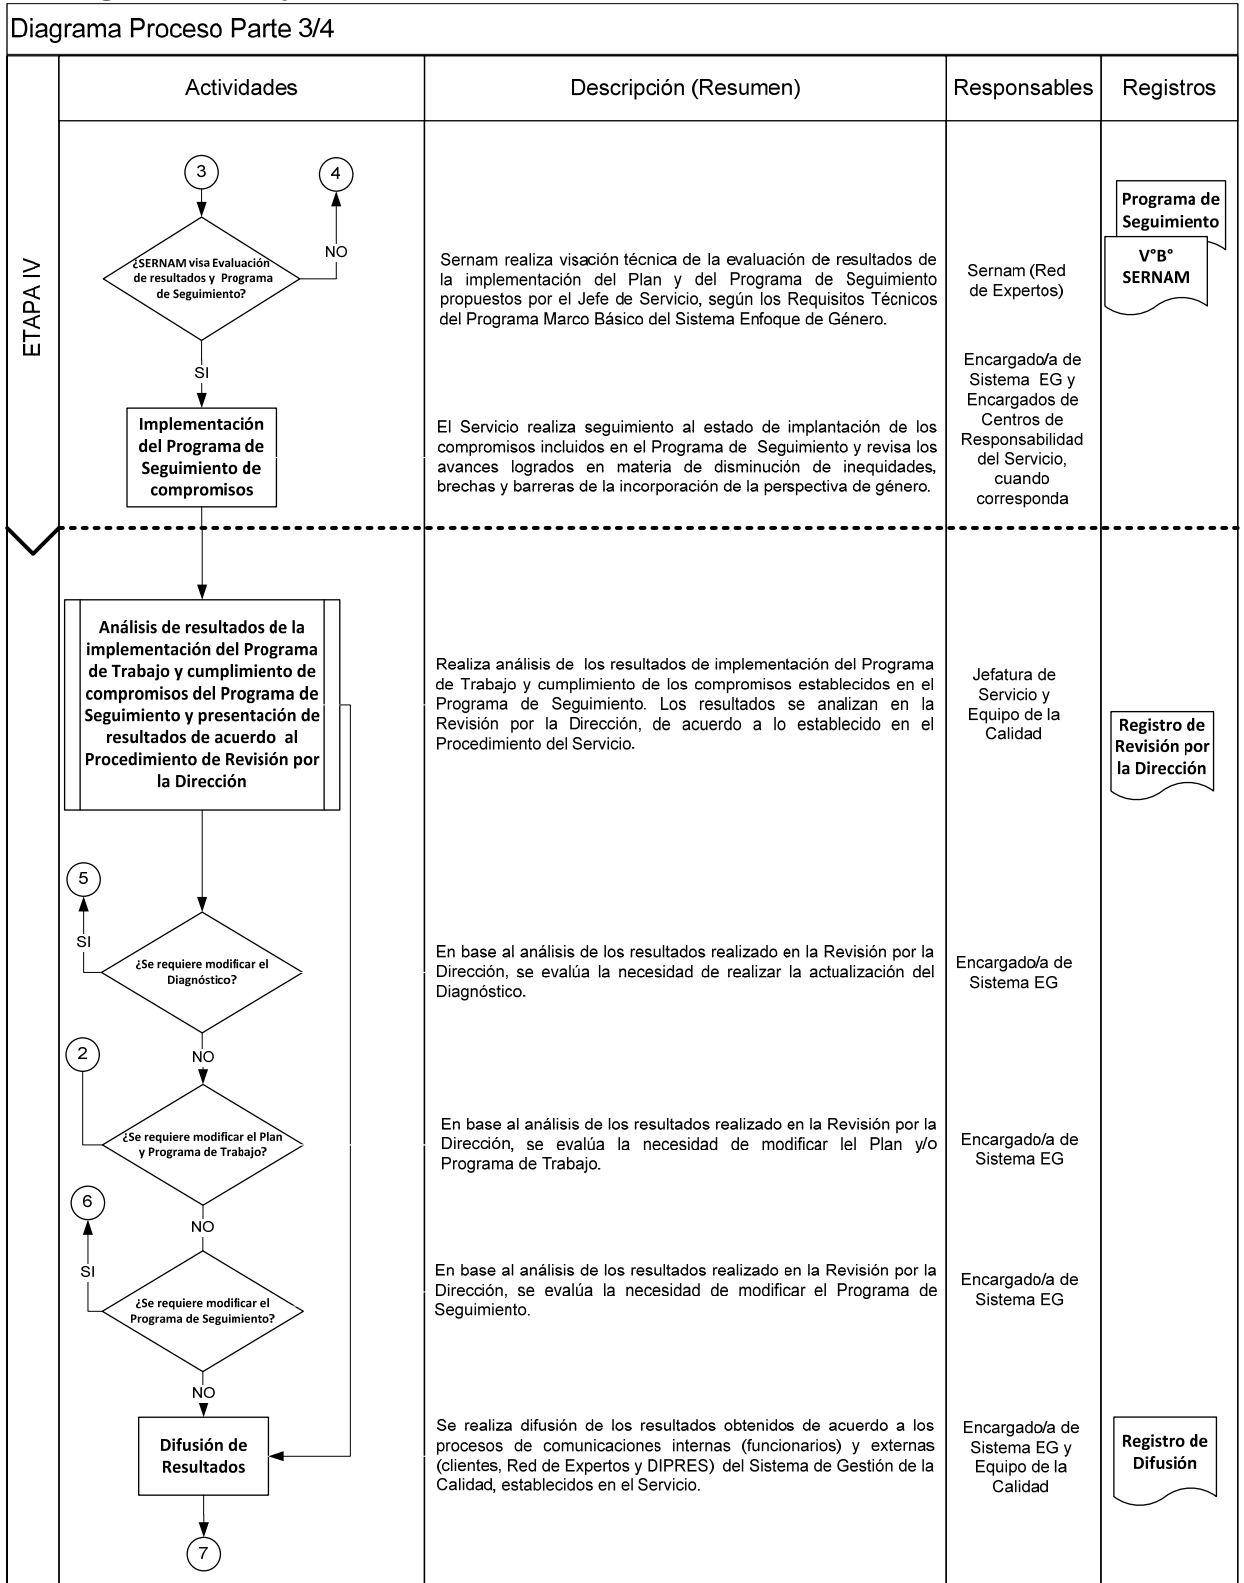 Diagrama Proceso Parte 3/4
Actividades
Descripción (Resumen)
Responsables
Registros
ETAPA IV
3
4
¿SERNAM visa Evaluación
de resultados y Programa
de Seguimiento?
NO
SI
Sernam realiza visación técnica de la evaluación de resultados de
la implementación del Plan y del Programa de Seguimiento
propuestos por el Jefe de Servicio, según los Requisitos Técnicos
del Programa Marco Básico del Sistema Enfoque de Género.
Sernam (Red
de Expertos)
Programa de
Seguimiento
V°B°
SERNAM
Implementación
del Programa de
Seguimiento de
compromisos
El Servicio realiza seguimiento al estado de implantación de los
compromisos incluidos en el Programa de Seguimiento y revisa los
avances logrados en materia de disminución de inequidades,
brechas y barreras de la incorporación de la perspectiva de género.
Encargado/a de
Sistema EG y
Encargados de
Centros de
Responsabilidad
del Servicio,
cuando
corresponda
Análisis de resultados de la
implementación del Programa
de Trabajo y cumplimiento de
compromisos del Programa de
Seguimiento y presentación de
resultados de acuerdo al
Procedimiento de Revisión por
la Dirección
Realiza análisis de los resultados de implementación del Programa
de Trabajo y cumplimiento de los compromisos establecidos en el
Programa de Seguimiento. Los resultados se analizan en la
Revisión por la Dirección, de acuerdo a lo establecido en el
Procedimiento del Servicio.
Jefatura de
Servicio y
Equipo de la
Calidad
Registro de
Revisión por
la Dirección
5
SI
¿Se requiere modificar el
Diagnóstico?
NO
En base al análisis de los resultados realizado en la Revisión por la
Dirección, se evalúa la necesidad de realizar la actualización del
Diagnóstico.
Encargado/a de
Sistema EG
2
¿Se requiere modificar el Plan
y Programa de Trabajo?
NO
En base al análisis de los resultados realizado en la Revisión por la
Dirección, se evalúa la necesidad de modificar lel Plan y/o
Programa de Trabajo.
Encargado/a de
Sistema EG
6
SI
¿Se requiere modificar el
Programa de Seguimiento?
NO
En base al análisis de los resultados realizado en la Revisión por la
Dirección, se evalúa la necesidad de modificar el Programa de
Seguimiento.
Encargado/a de
Sistema EG
Difusión de
Resultados
Se realiza difusión de los resultados obtenidos de acuerdo a los
procesos de comunicaciones internas (funcionarios) y externas
(clientes, Red de Expertos y DIPRES) del Sistema de Gestión de la
Calidad, establecidos en el Servicio.
Encargado/a de
Sistema EG y
Equipo de la
Calidad
Registro de
Difusión
7